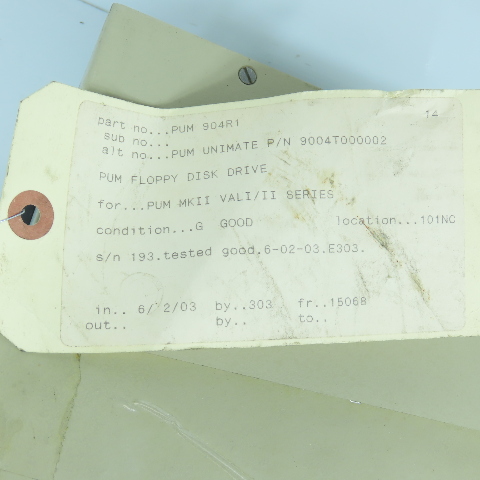 14
part no...PUM 904R1
sub no...
alt no...PUM UNIMATE P/N 9004T000002
PUM FLOPPY DISK DRIVE
for...PUM MKII VALI/II SERIES
condition...G GOOD location...101NC
s/n 193.tested good.6-02-03.E303.
in.. 6/ 2/03 by..303 fr..15068
out.. by.. to..